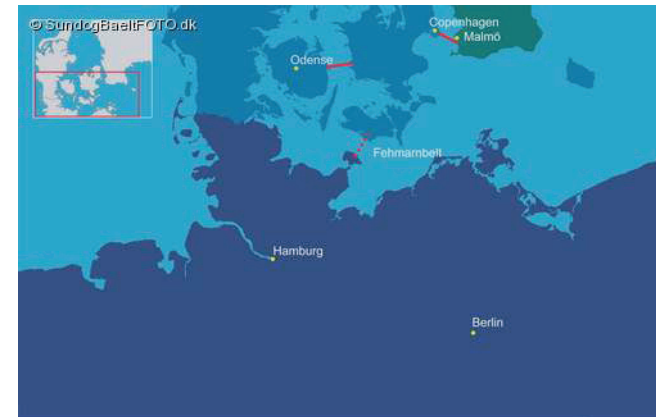 © SundogBaeltFOTO.dk
Copenhagen
Malmö
Odense
Fehmarnbelt
Hamburg
Berlin